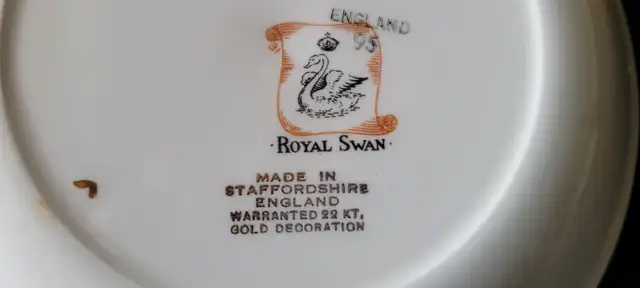 ENGLAND
95
· ROYAL SWAN ·
MADE IN
STAFFORDSHIRE
ENGLAND
WARRANTED 22 KT.
GOLD DECORATION